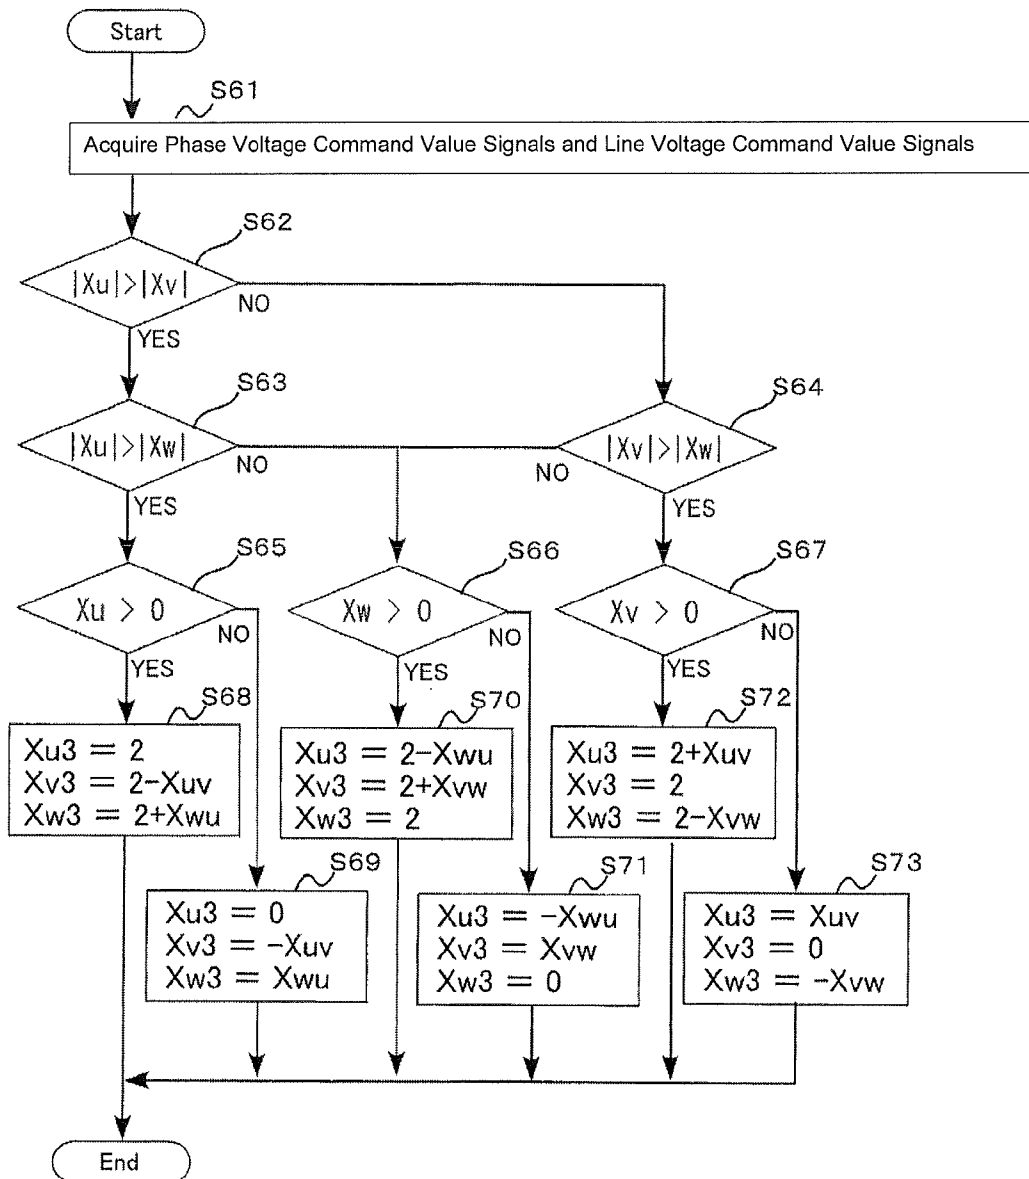 Start
S61
Acquire Phase Voltage Command Value Signals and Line Voltage Command Value Signals
S62
|Xu|>|Xv|
NO
YES
S63
S64
|Xu|>|Xw|
NO
NO
|Xv|>|Xw|
YES
YES
S65
S66
S67
Xu > 0
NO
Xw > 0
NO
Xv > 0
NO
YES
YES
YES
S68
Xu3 = 2
Xv3 = 2-Xuv
Xw3 = 2+Xwu
S70
Xu3 = 2-Xwu
Xv3 = 2+Xvw
Xw3 = 2
S72
Xu3 = 2+Xuv
Xv3 = 2
Xw3 = 2-Xvw
S69
Xu3 = 0
Xv3 = -Xuv
Xw3 = Xwu
S71
Xu3 = -Xwu
Xv3 = Xvw
Xw3 = 0
S73
Xu3 = Xuv
Xv3 = 0
Xw3 = -Xvw
End